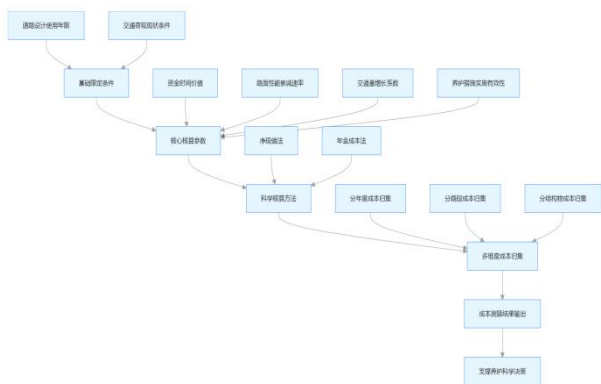 道路设计使用年限
交通荷载现状条件
基础限定条件
资金时间价值
路面性能衰减速率
交通量增长系数
养护措施实施有效性
核心核算参数
净现值法
年金成本法
科学核算方法
分年度成本归集
分路段成本归集
分结构物成本归集
多维度成本归集
成本测算结果输出
支撑养护科学决策